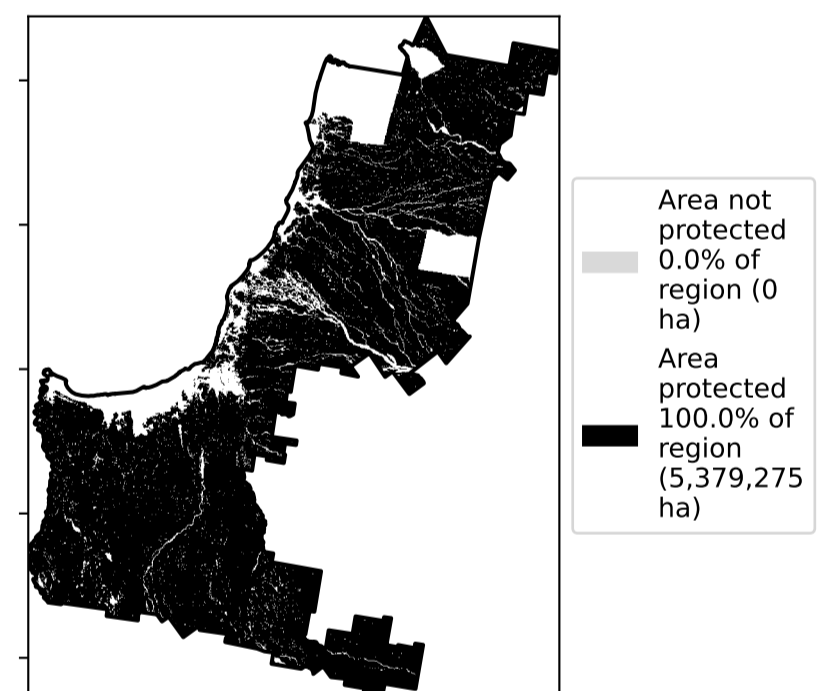 Area not
protected
0.0% of
region (0
ha)
Area
protected
100.0% of
region
(5,379,275
ha)